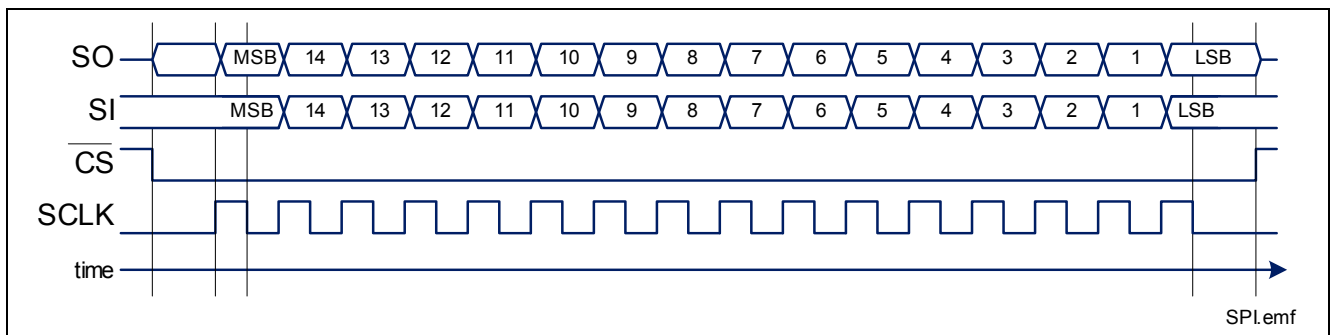 SO MSB 14 13 12 11 10 9 8 7 6 5 4 3 2 1 LSB
SI MSB 14 13 12 11 10 9 8 7 6 5 4 3 2 1 LSB
CS
SCLK
time
SPI.emf